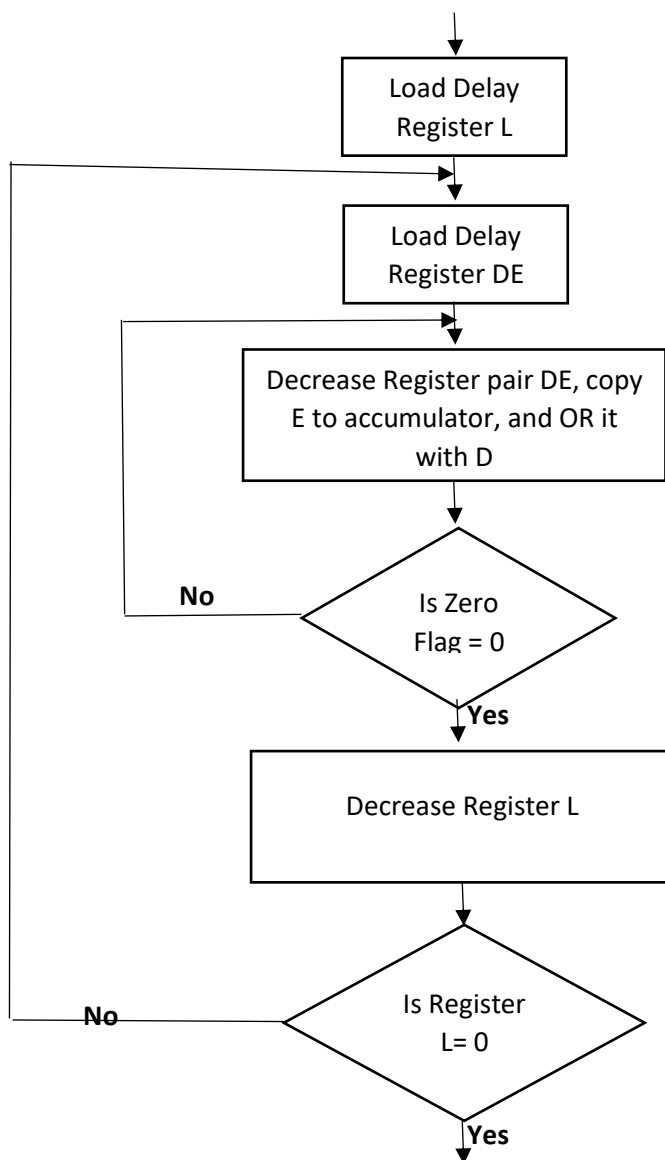 Load Delay
Register L
Load Delay
Register DE
Decrease Register pair DE, copy
E to accumulator, and OR it
with D
No
Is Zero
Flag = 0
Yes
Decrease Register L
No
Is Register
L= 0
Yes